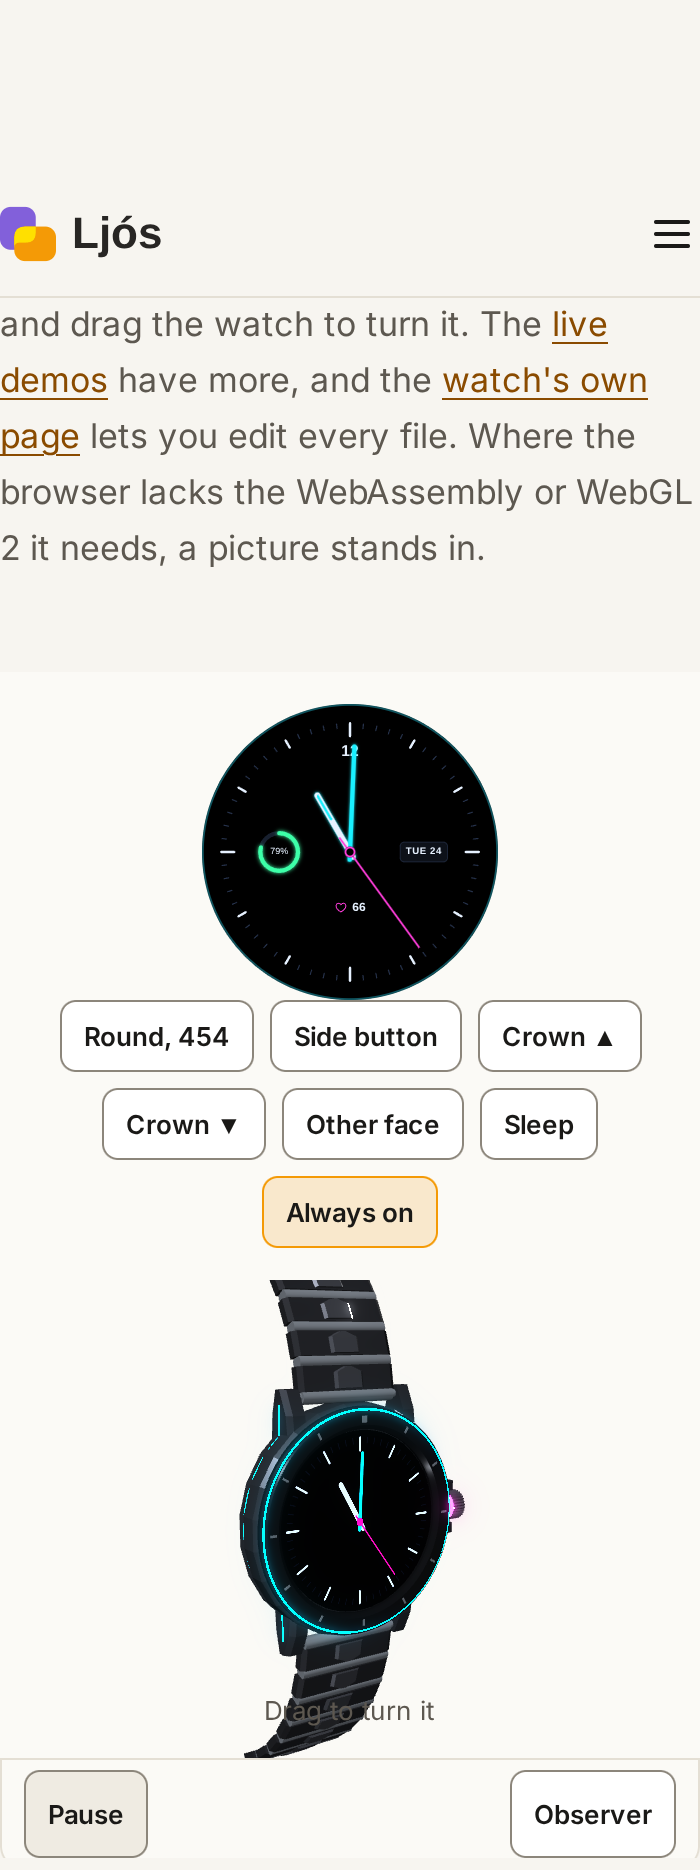 Ljós
and drag the watch to turn it. The live
demos have more, and the watch's own
page lets you edit every file. Where the
browser lacks the WebAssembly or WebGL
2 it needs, a picture stands in.
12
79%
TUE 24
66
Round, 454
Side button
Crown ▲
Crown ▼
Other face
Sleep
Always on
Drag to turn it
Pause
Observer